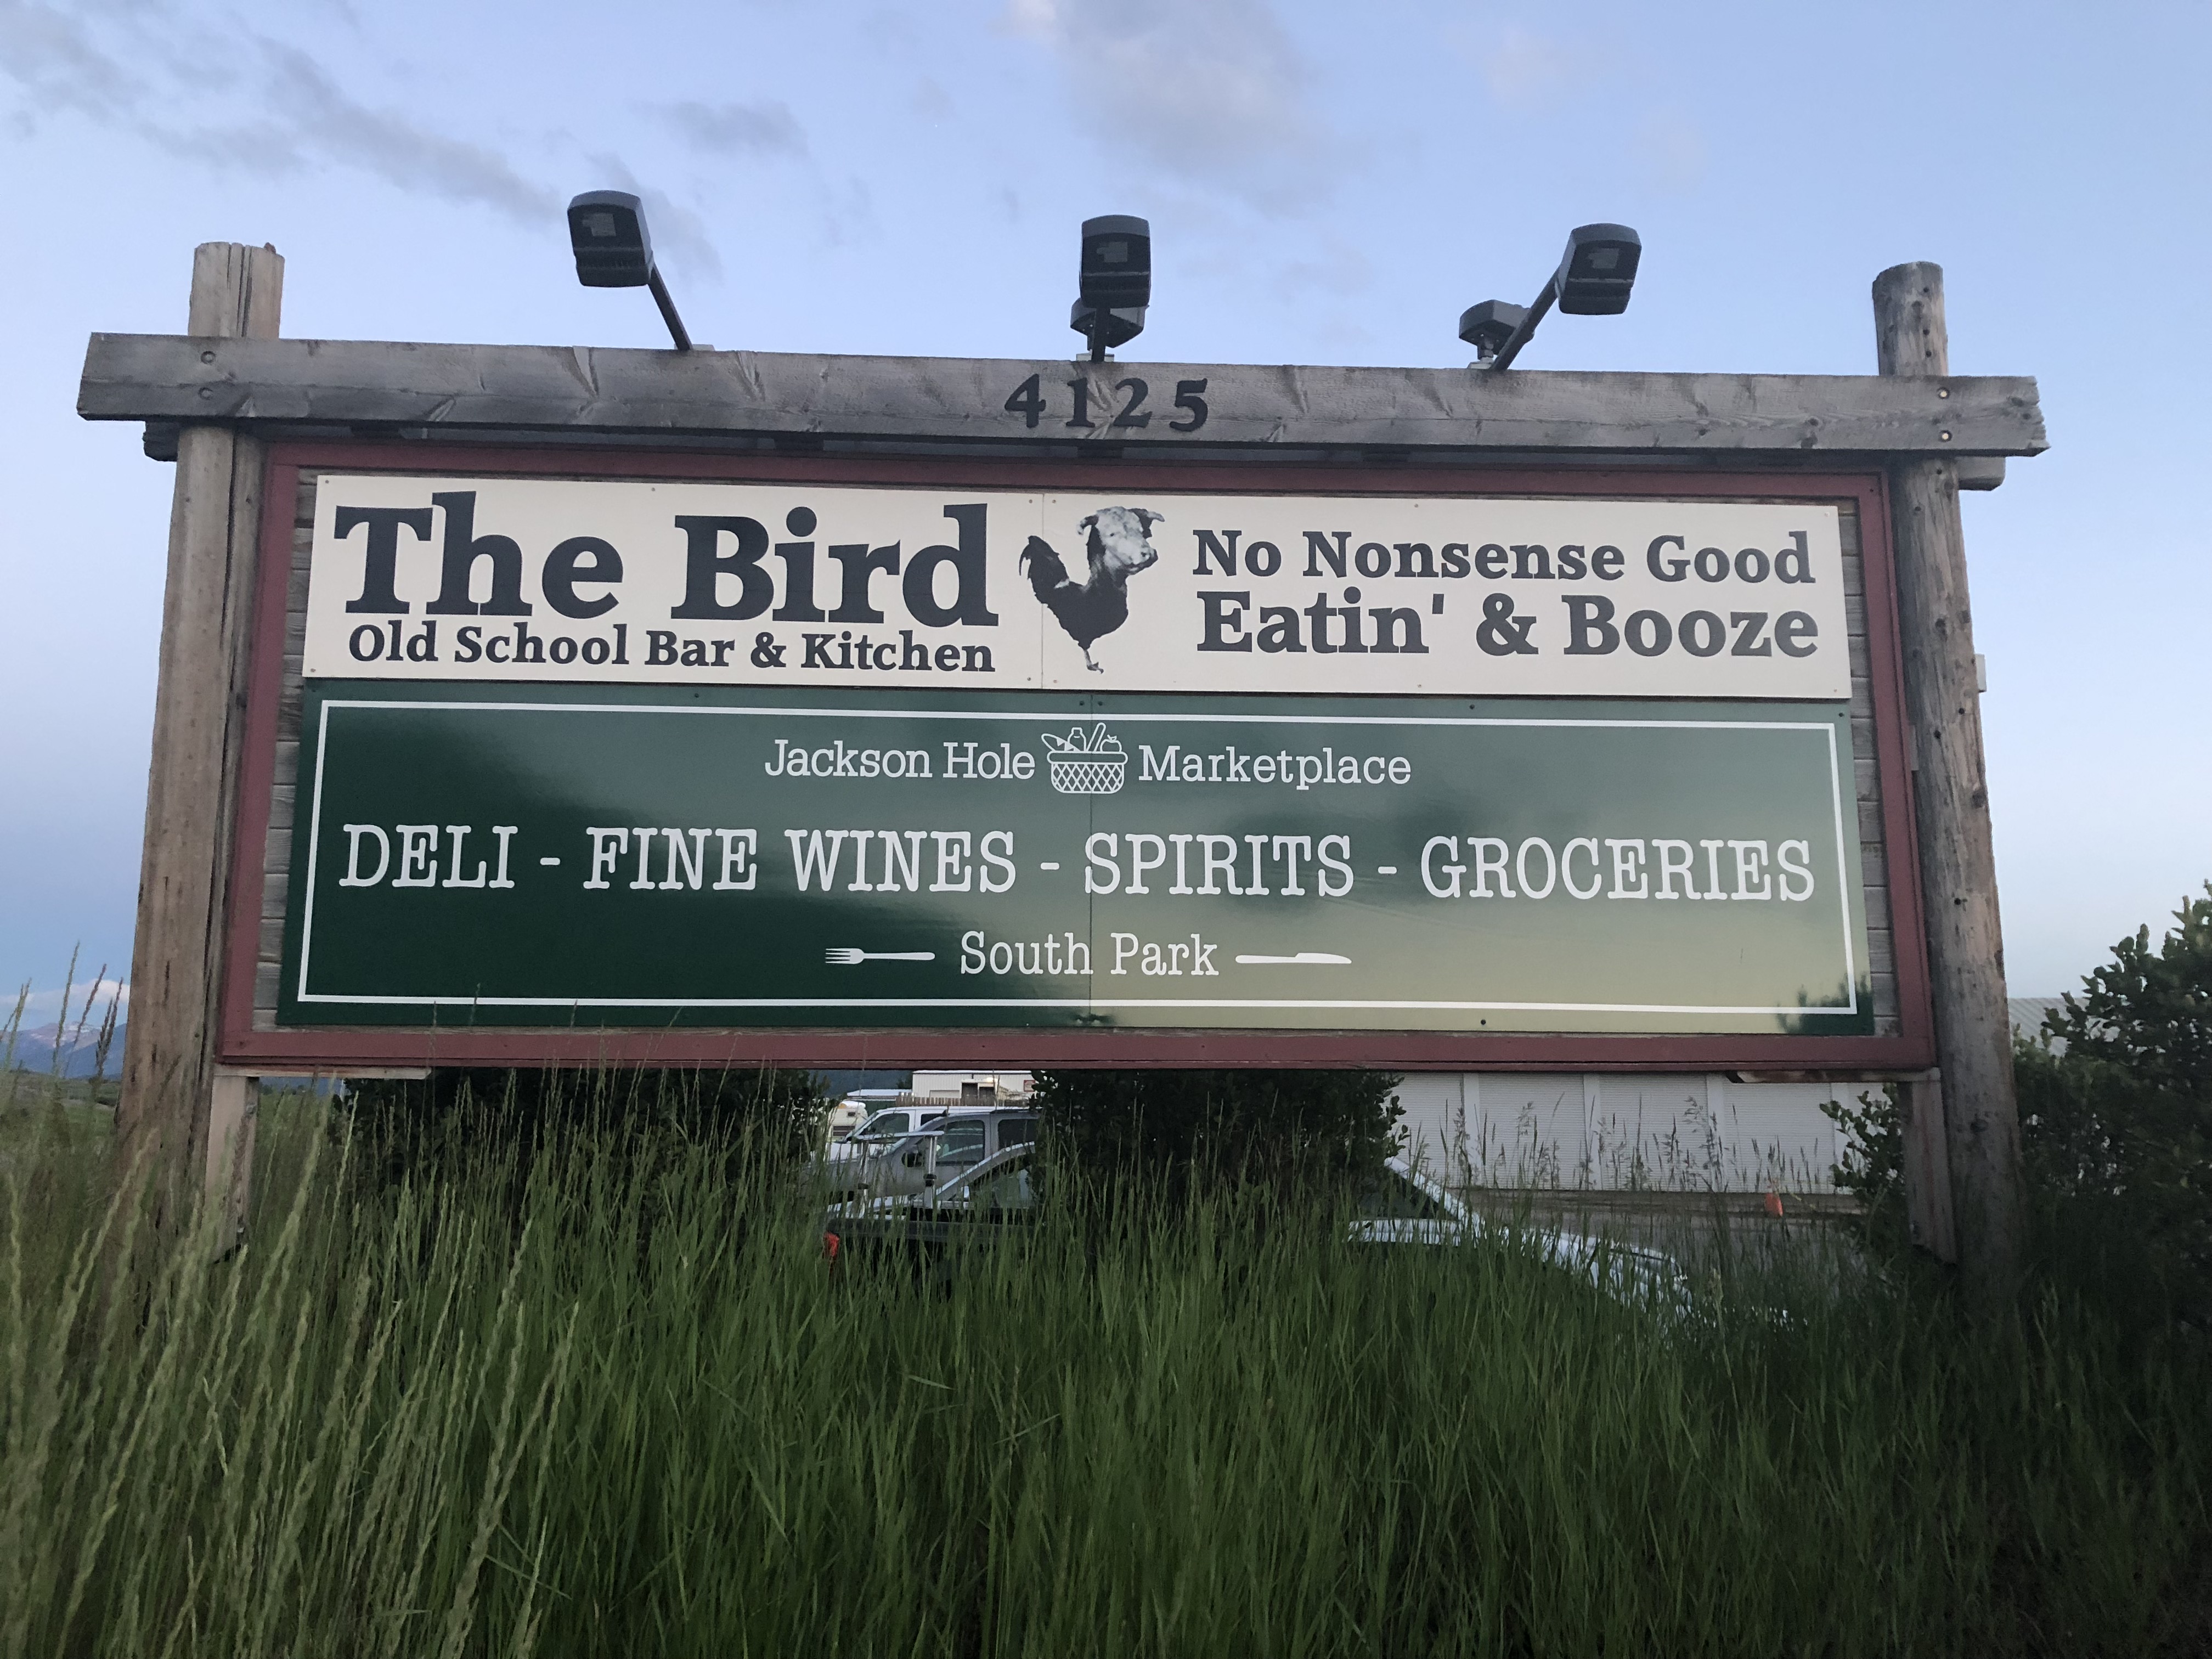 4125
The Bird
Old School Bar & Kitchen
No Nonsense Good
Eatin' & Booze
Jackson Hole Marketplace
DELI - FINE WINES - SPIRITS - GROCERIES
South Park